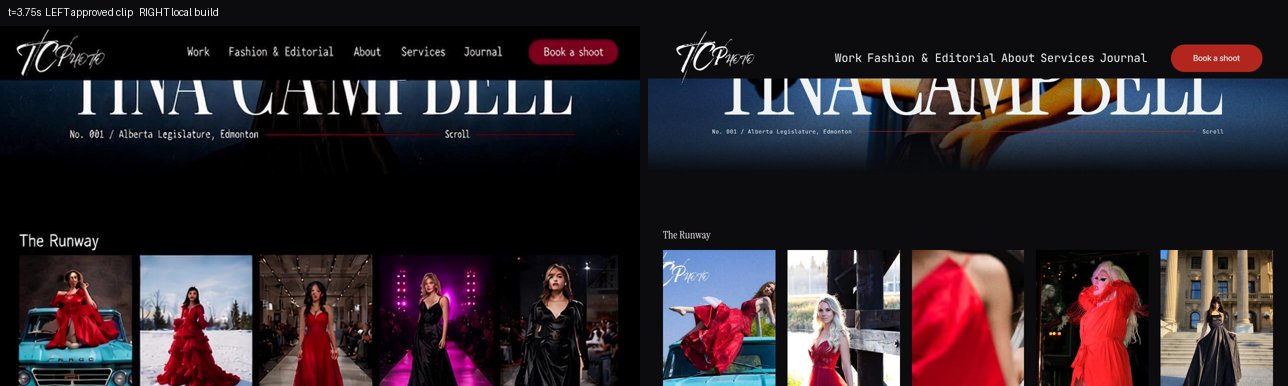 t=3.75s LEFT approved clip RIGHT local build
TCPHOTO
Work Fashion & Editorial About Services Journal Book a shoot
TINA CAMPBELL
No. 001 / Alberta Legislature, Edmonton Scroll
The Runway
TCPHOTO
Work Fashion & Editorial About Services Journal Book a shoot
TINA CAMPBELL
No. 001 / Alberta Legislature, Edmonton Scroll
The Runway
CPHOTO